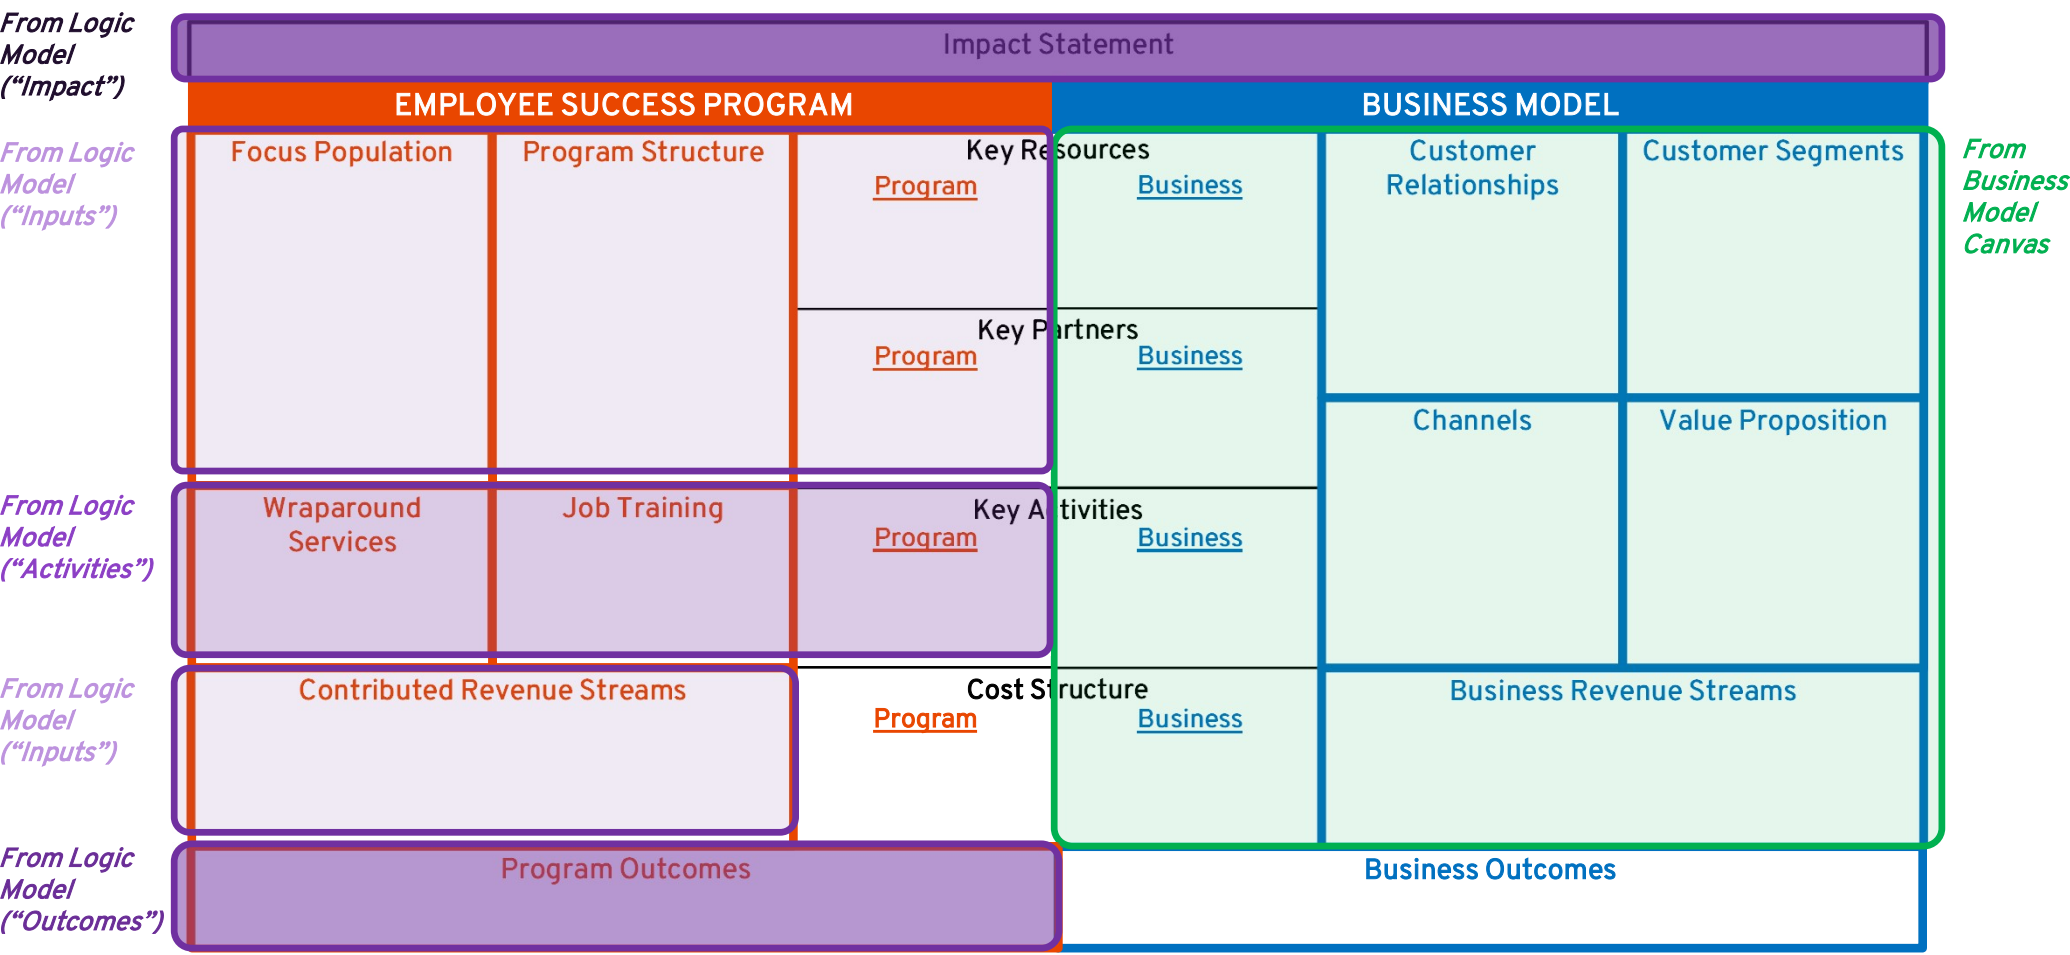 From Logic
Model
(“Impact”)
Impact Statement
EMPLOYEE SUCCESS PROGRAM
BUSINESS MODEL
From Logic
Model
(“Inputs”)
Focus Population
Program Structure
Key Resources
Program
Business
Customer
Relationships
Customer Segments
From
Business
Model
Canvas
Key Partners
Program
Business
Channels
Value Proposition
From Logic
Model
(“Activities”)
Wraparound
Services
Job Training
Key Activities
Program
Business
From Logic
Model
(“Inputs”)
Contributed Revenue Streams
Cost Structure
Program
Business
Business Revenue Streams
From Logic
Model
(“Outcomes”)
Program Outcomes
Business Outcomes